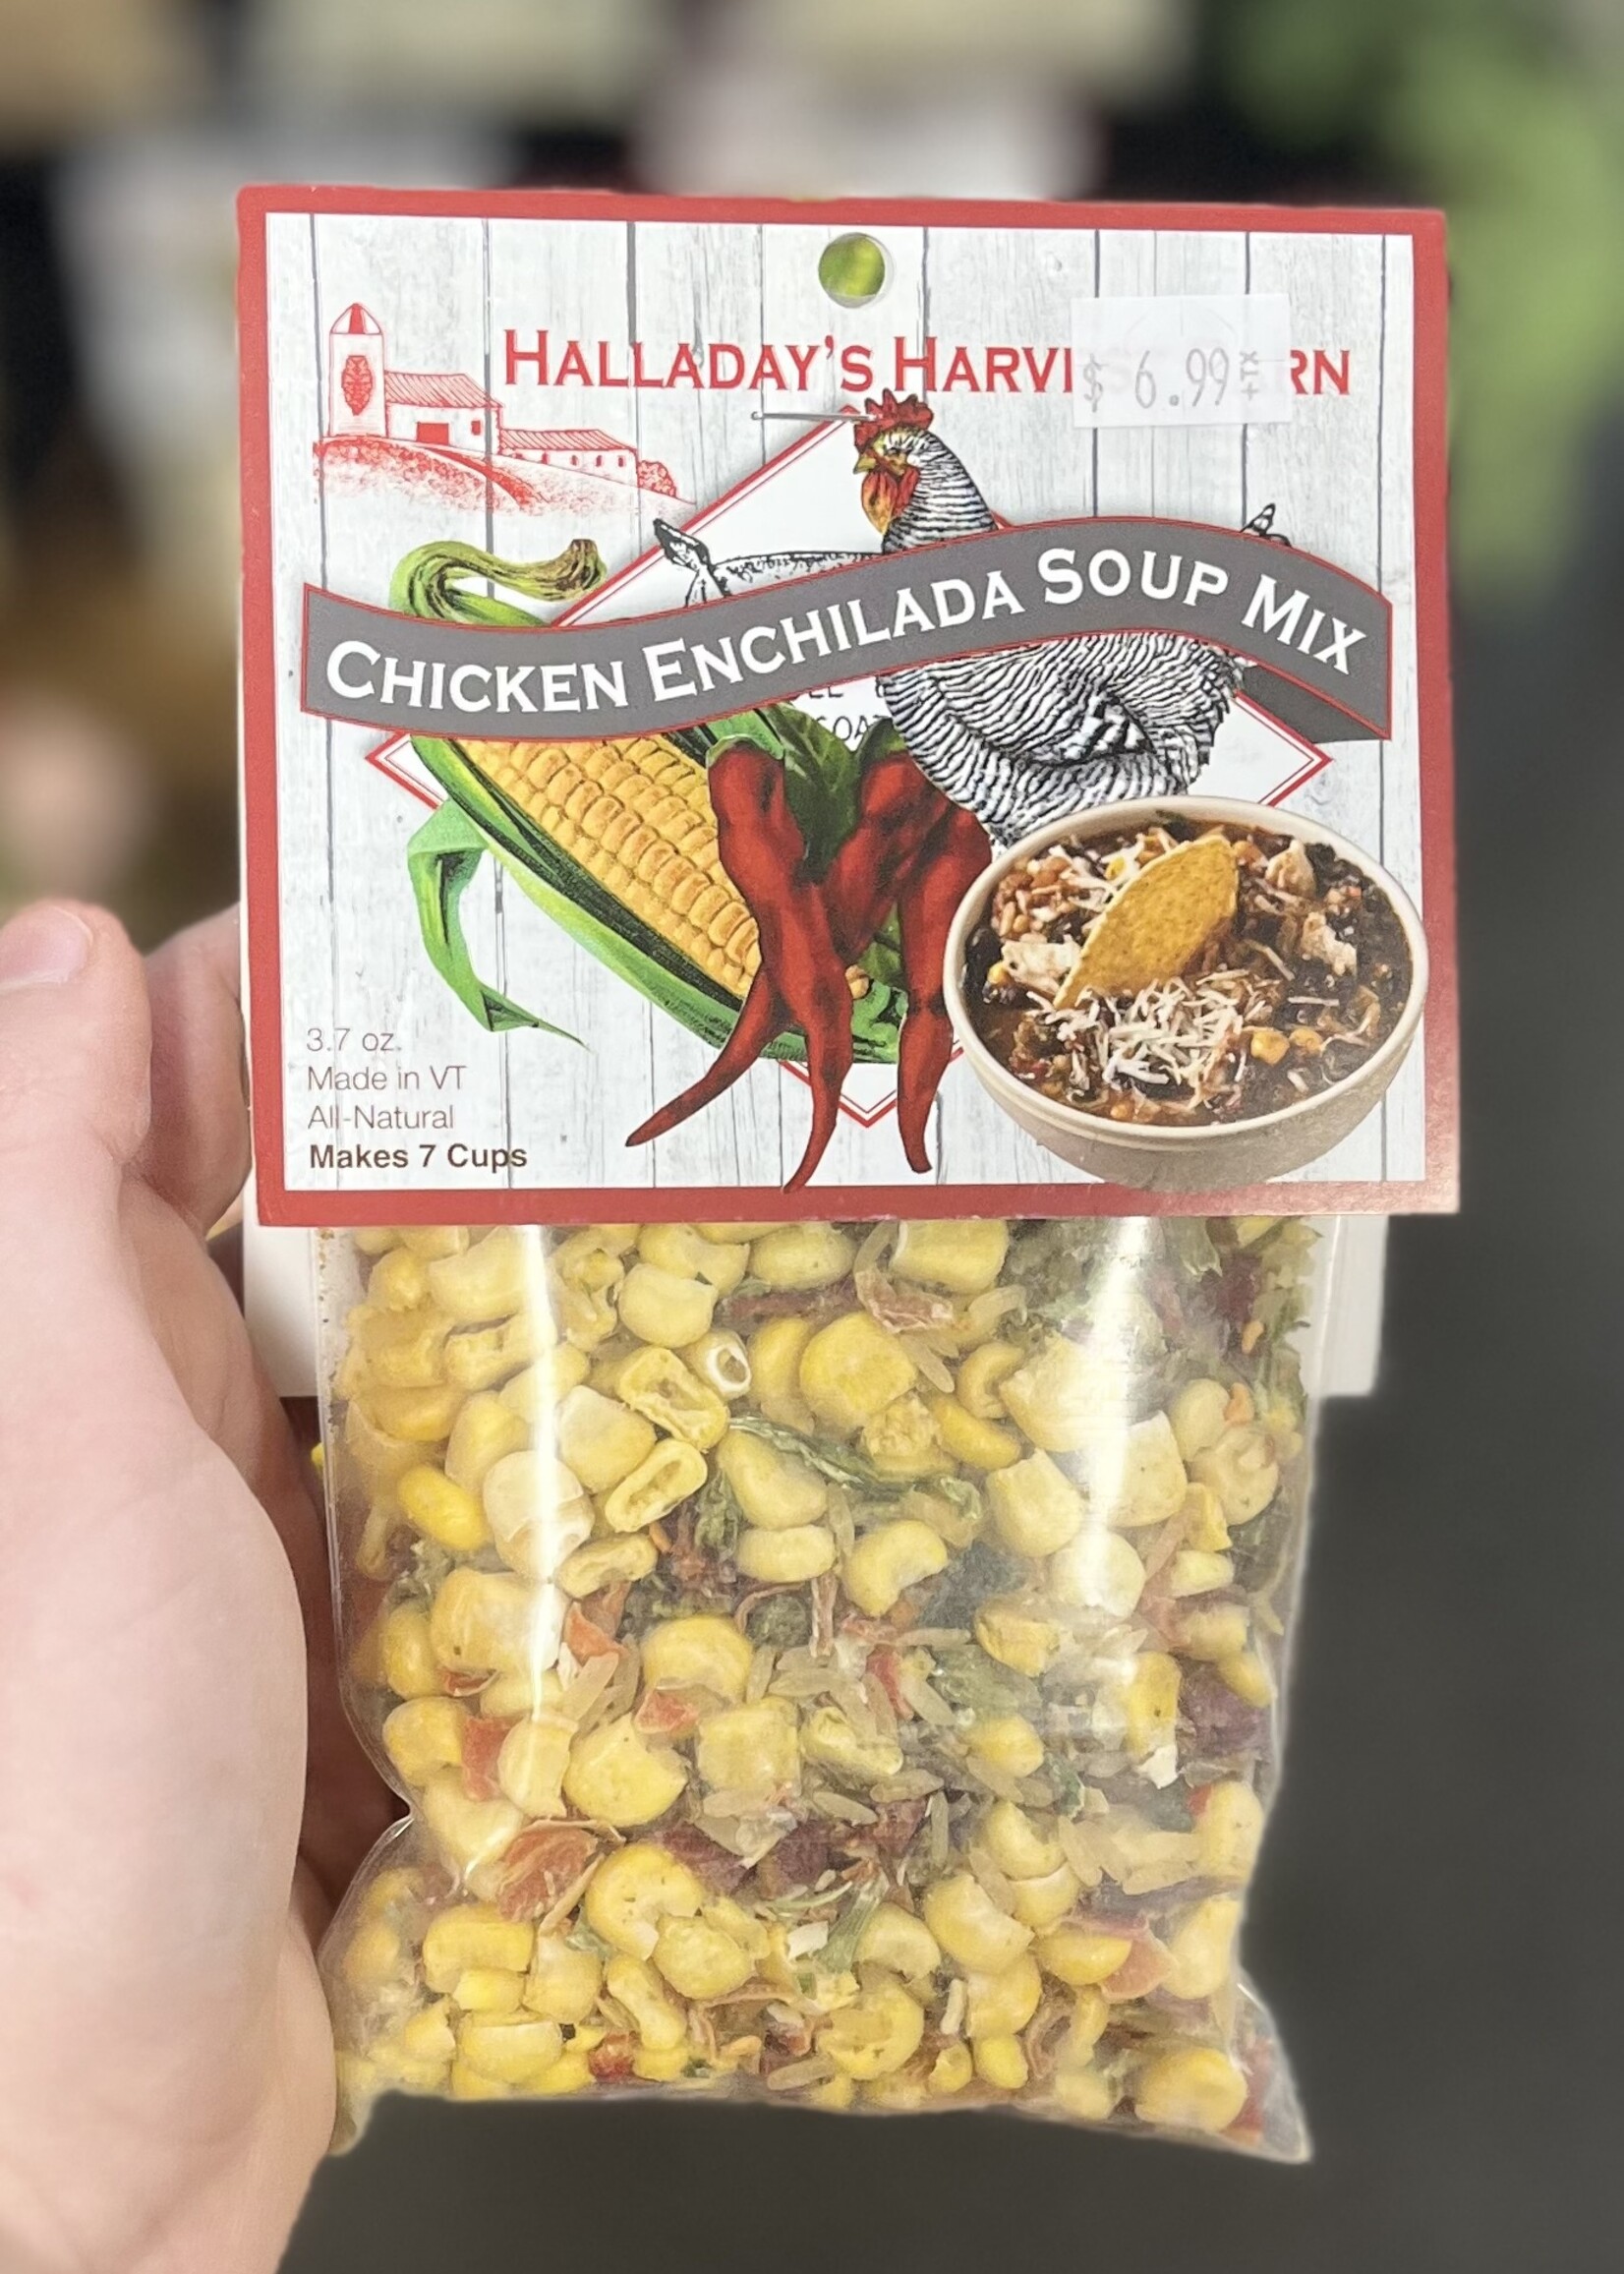 HALLADAY'S HARV RN
$ 6.99
CHICKEN ENCHILADA SOUP MIX
3.7 oz.
Made in VT
All-Natural
Makes 7 Cups